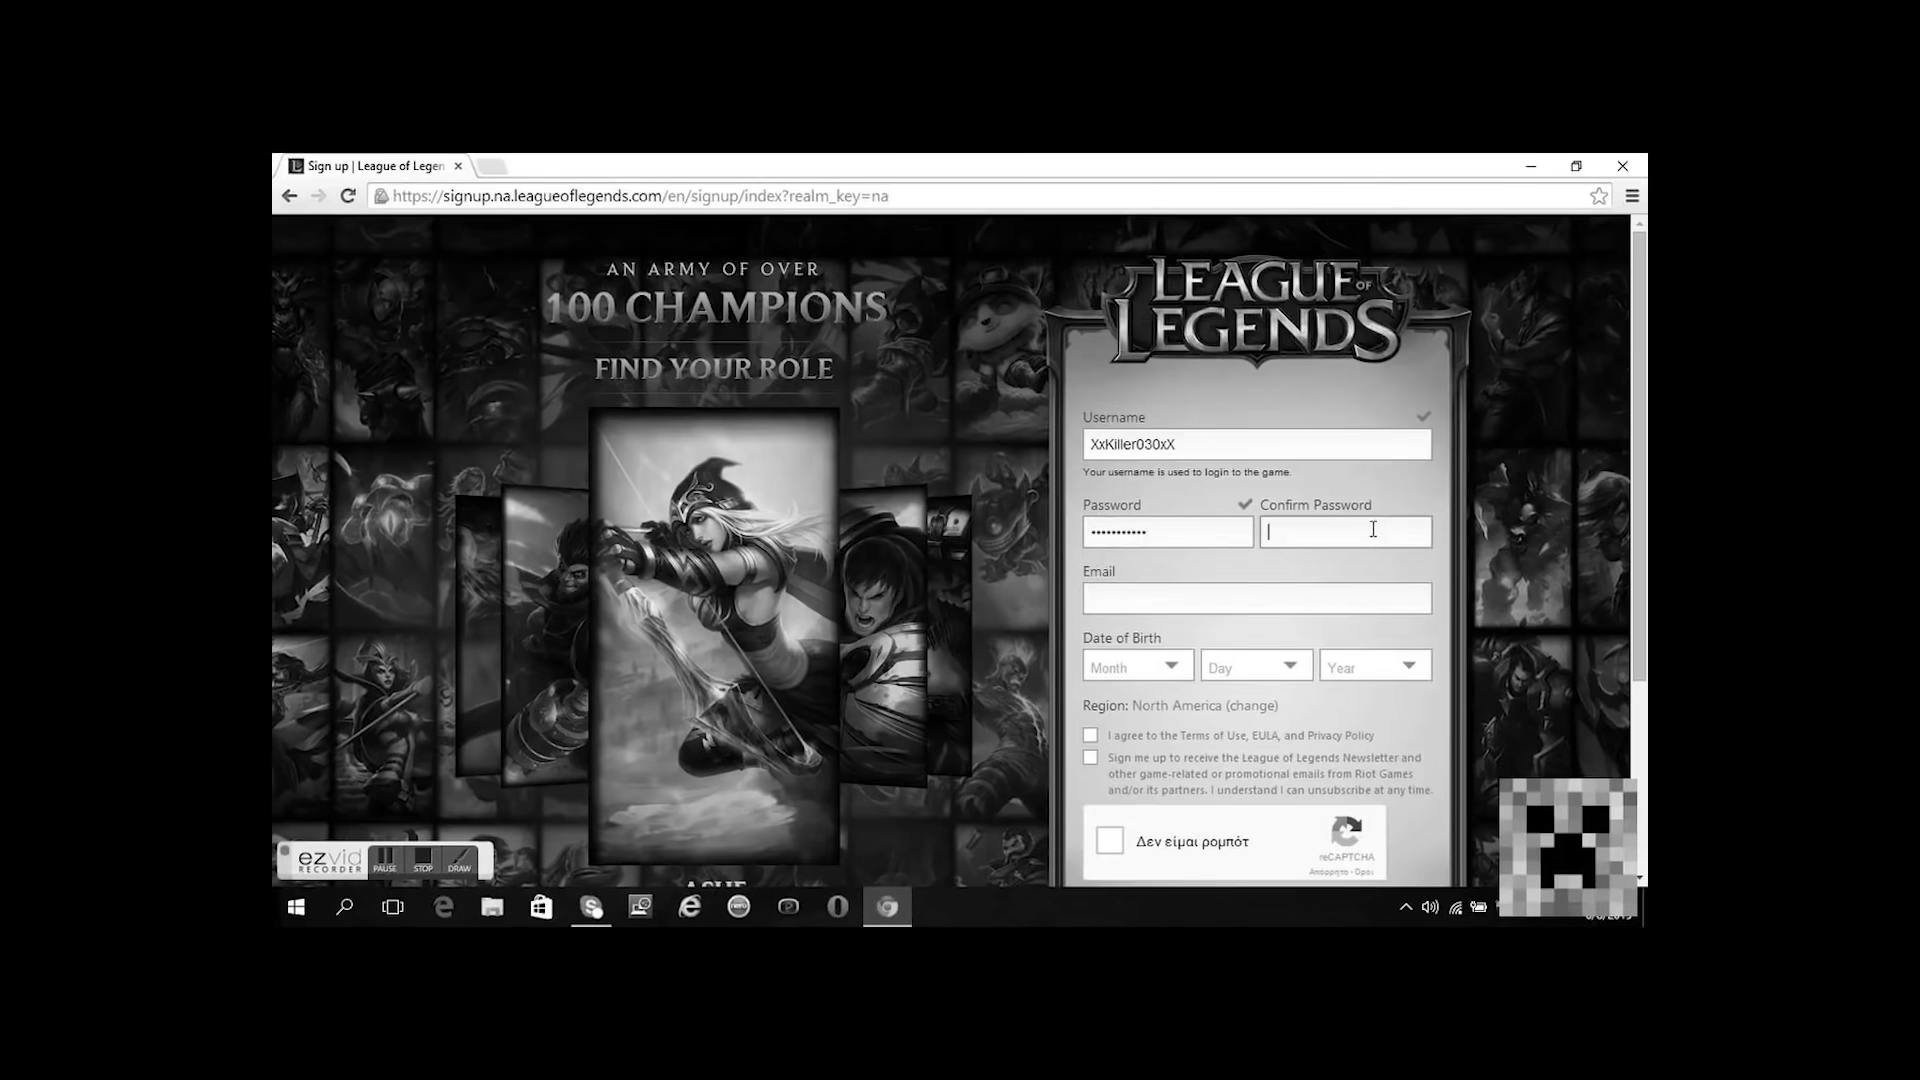 Sign up | League of Legen
https://signup.na.leagueoflegends.com/en/signup/index?realm_key=na
AN ARMY OF OVER
100 CHAMPIONS
FIND YOUR ROLE
LEAGUE OF
LEGENDS
Username
XxKiller030xX
Your username is used to login to the game.
Password
Confirm Password
Email
Date of Birth
Month
Day
Year
Region: North America (change)
I agree to the Terms of Use, EULA, and Privacy Policy
Sign me up to receive the League of Legends Newsletter and
other game-related or promotional emails from Riot Games
and/or its partners. I understand I can unsubscribe at any time.
Δεν είμαι ρομπότ
reCAPTCHA
Απόρρητο - Όροι
ezvid
RECORDER
PAUSE
STOP
DRAW